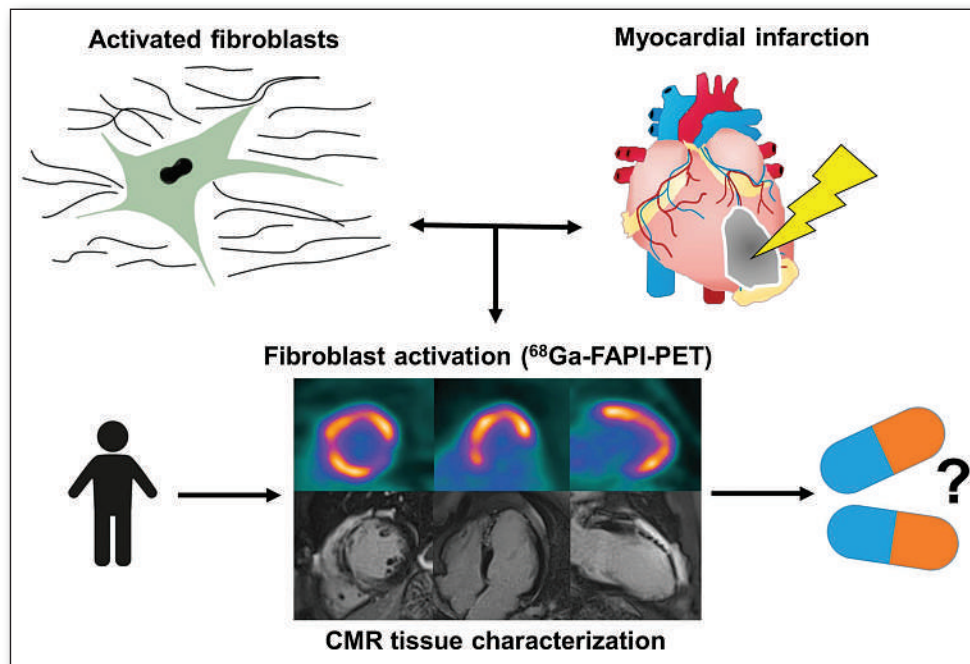 Activated fibroblasts
Myocardial infarction
Fibroblast activation (⁶⁸Ga-FAPI-PET)
?
CMR tissue characterization